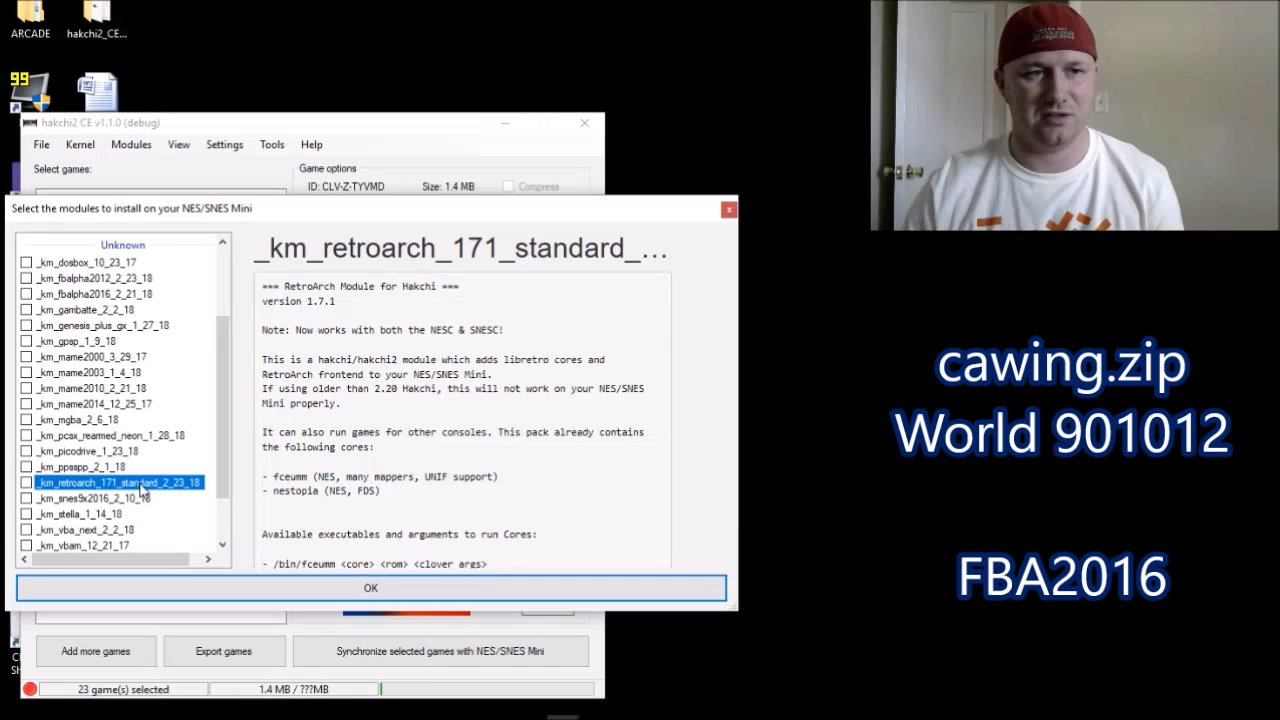 ARCADE
hakchi2_CE...
99
hakchi2 CE v1.1.0 (debug)
File Kernel Modules View Settings Tools Help
Select games:
Game options
ID: CLV-Z-TYVMD Size: 1.4 MB Compress
Select the modules to install on your NES/SNES Mini
x
Unknown
_km_dosbox_10_23_17
_km_fbalpha2012_2_23_18
_km_fbalpha2016_2_21_18
_km_gambatte_2_2_18
_km_genesis_plus_gx_1_27_18
_km_gpsp_1_9_18
_km_mame2000_3_29_17
_km_mame2003_1_4_18
_km_mame2010_2_21_18
_km_mame2014_12_25_17
_km_mgba_2_6_18
_km_pcsx_rearmed_neon_1_28_18
_km_picodrive_1_23_18
_km_ppsspp_2_1_18
_km_retroarch_171_standard_2_23_18
_km_snes9x2016_2_10_18
_km_stella_1_14_18
_km_vba_next_2_2_18
_km_vbam_12_21_17
_km_retroarch_171_standard_...
=== RetroArch Module for Hakchi ===
version 1.7.1
Note: Now works with both the NESC & SNESC!
This is a hakchi/hakchi2 module which adds libretro cores and
RetroArch frontend to your NES/SNES Mini.
If using older than 2.20 Hakchi, this will not work on your NES/SNES
Mini properly.
It can also run games for other consoles. This pack already contains
the following cores:
- fceumm (NES, many mappers, UNIF support)
- nestopia (NES, FDS)
Available executables and arguments to run Cores:
- /bin/fceumm <core> <rom> <clover args>
OK
Add more games Export games Synchronize selected games with NES/SNES Mini
23 game(s) selected 1.4 MB / ???MB
cawing.zip
World 901012
FBA2016